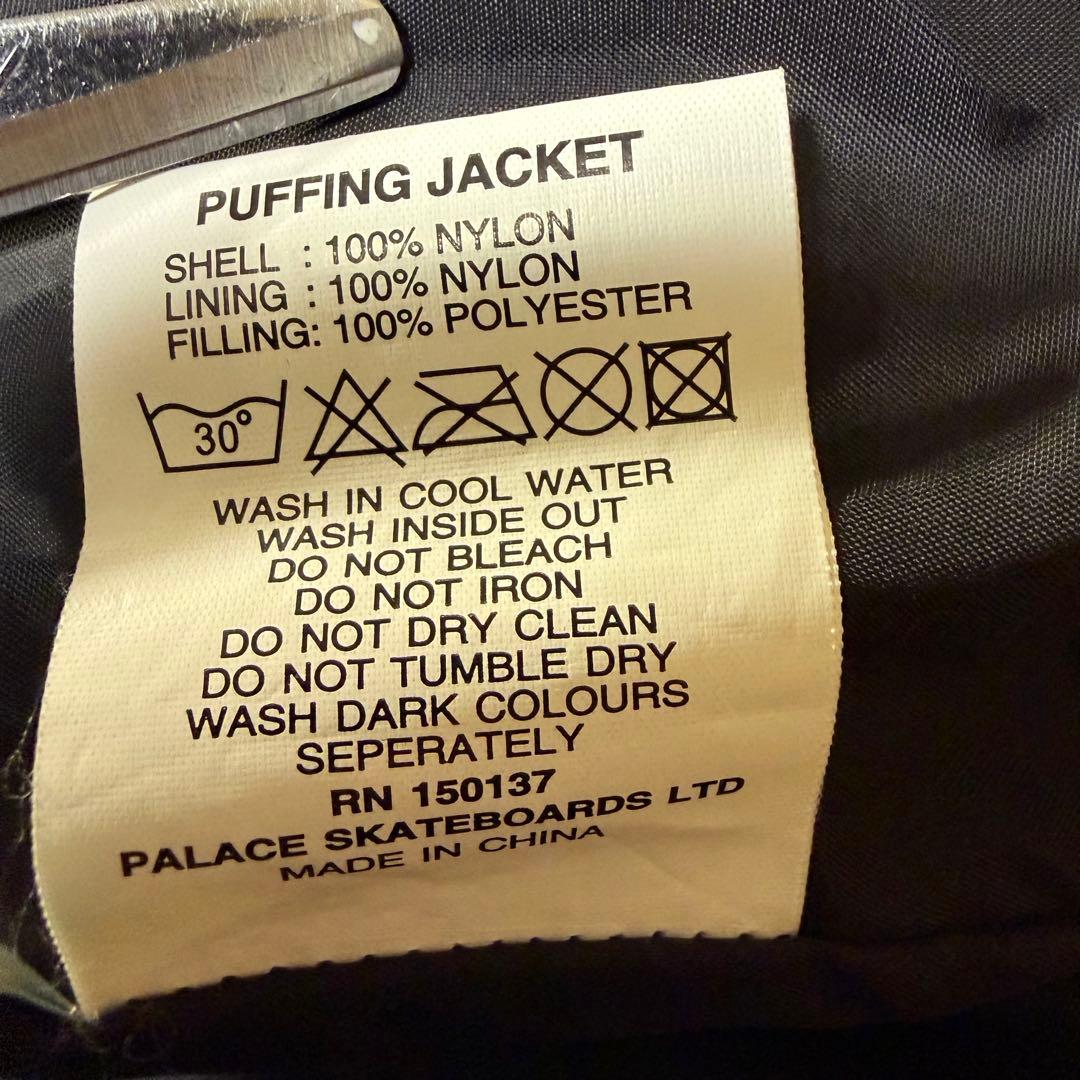 PUFFING JACKET
SHELL : 100% NYLON
LINING : 100% NYLON
FILLING: 100% POLYESTER
30°
WASH IN COOL WATER
WASH INSIDE OUT
DO NOT BLEACH
DO NOT IRON
DO NOT DRY CLEAN
DO NOT TUMBLE DRY
WASH DARK COLOURS
SEPERATELY
RN 150137
PALACE SKATEBOARDS LTD
MADE IN CHINA